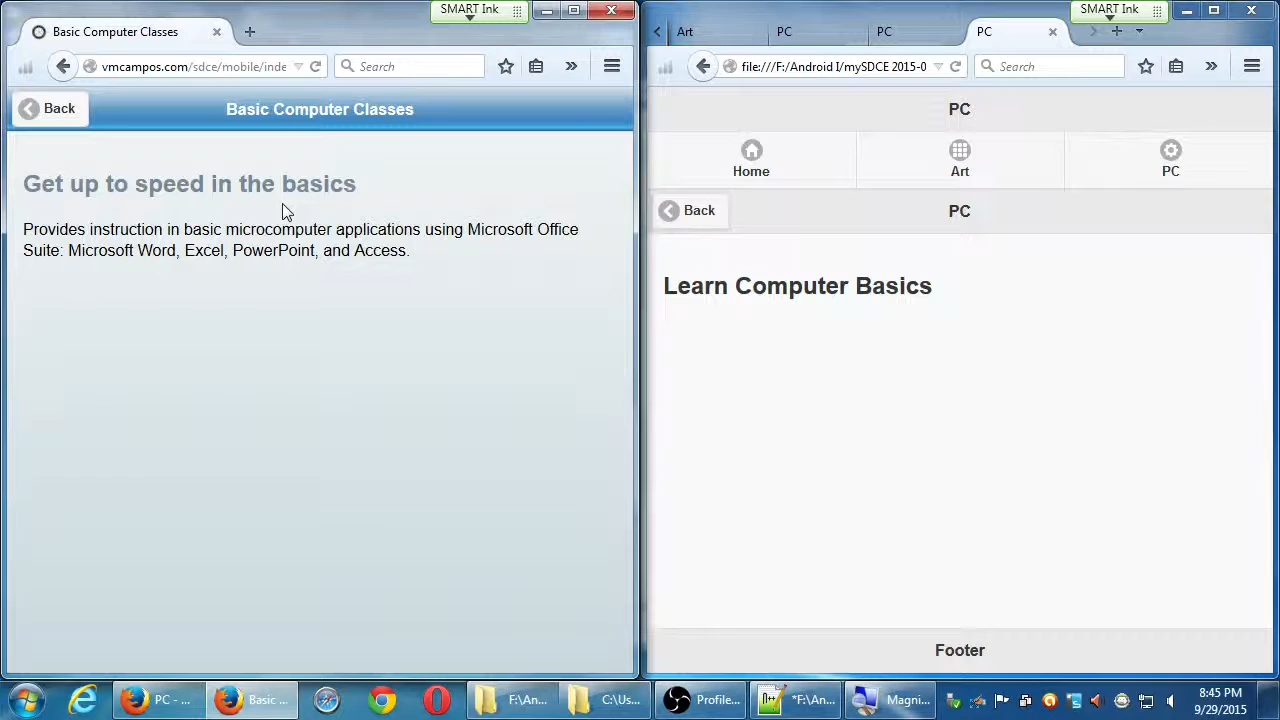 SMART Ink
Basic Computer Classes
vmcampos.com/sdce/mobile/inde
Search
Back
Basic Computer Classes
Get up to speed in the basics
Provides instruction in basic microcomputer applications using Microsoft Office
Suite: Microsoft Word, Excel, PowerPoint, and Access.
SMART Ink
Art
PC
PC
PC
file:///F:/Android I/mySDCE 2015-0
Search
PC
Home
Art
PC
Back
PC
Learn Computer Basics
Footer
PC - ...
Basic ...
F:\An...
C:\Us...
Profile...
*F:\An...
Magni...
8:45 PM
9/29/2015